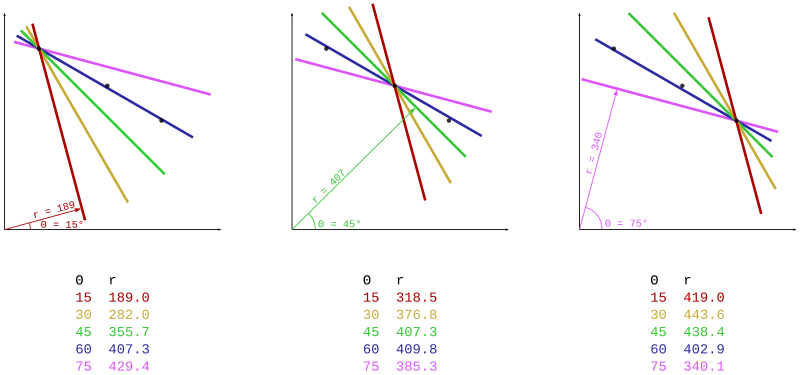 r = 189
θ = 15°
r = 407
θ = 45°
r = 340
θ = 75°
θ r
15 189.0
30 282.0
45 355.7
60 407.3
75 429.4
θ r
15 318.5
30 376.8
45 407.3
60 409.8
75 385.3
θ r
15 419.0
30 443.6
45 438.4
60 402.9
75 340.1